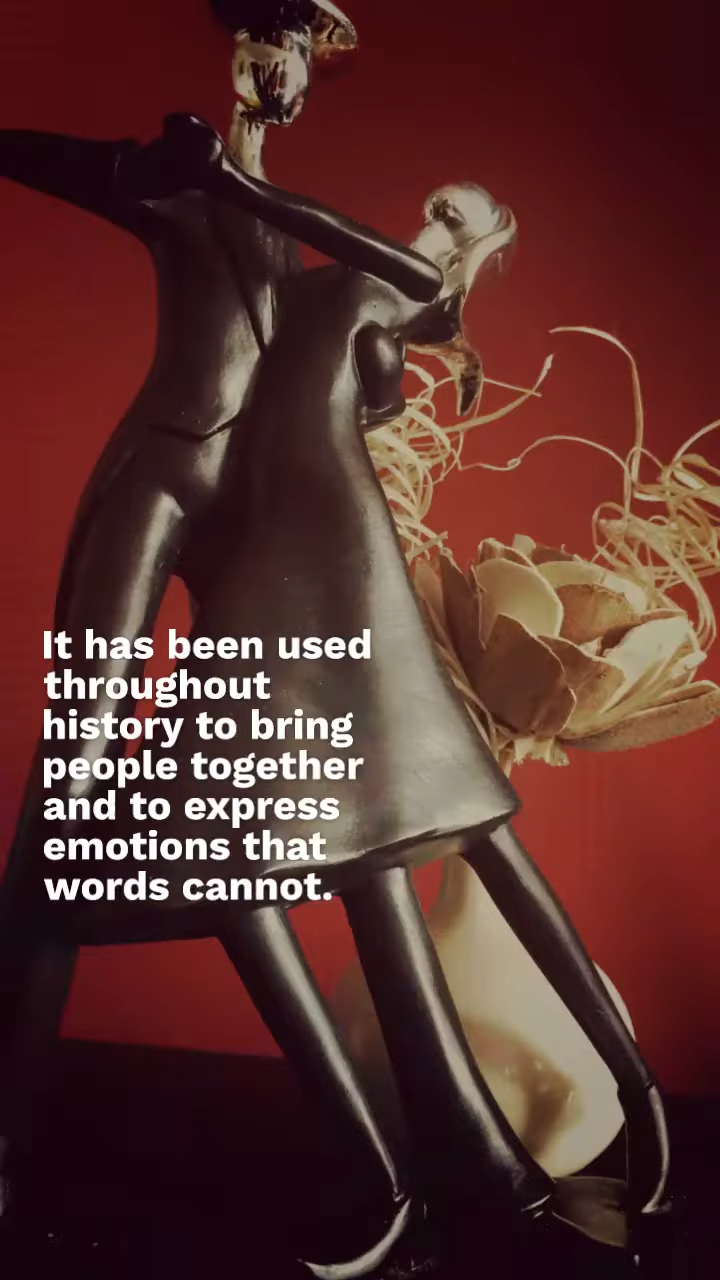 It has been used
throughout
history to bring
people together
and to express
emotions that
words cannot.